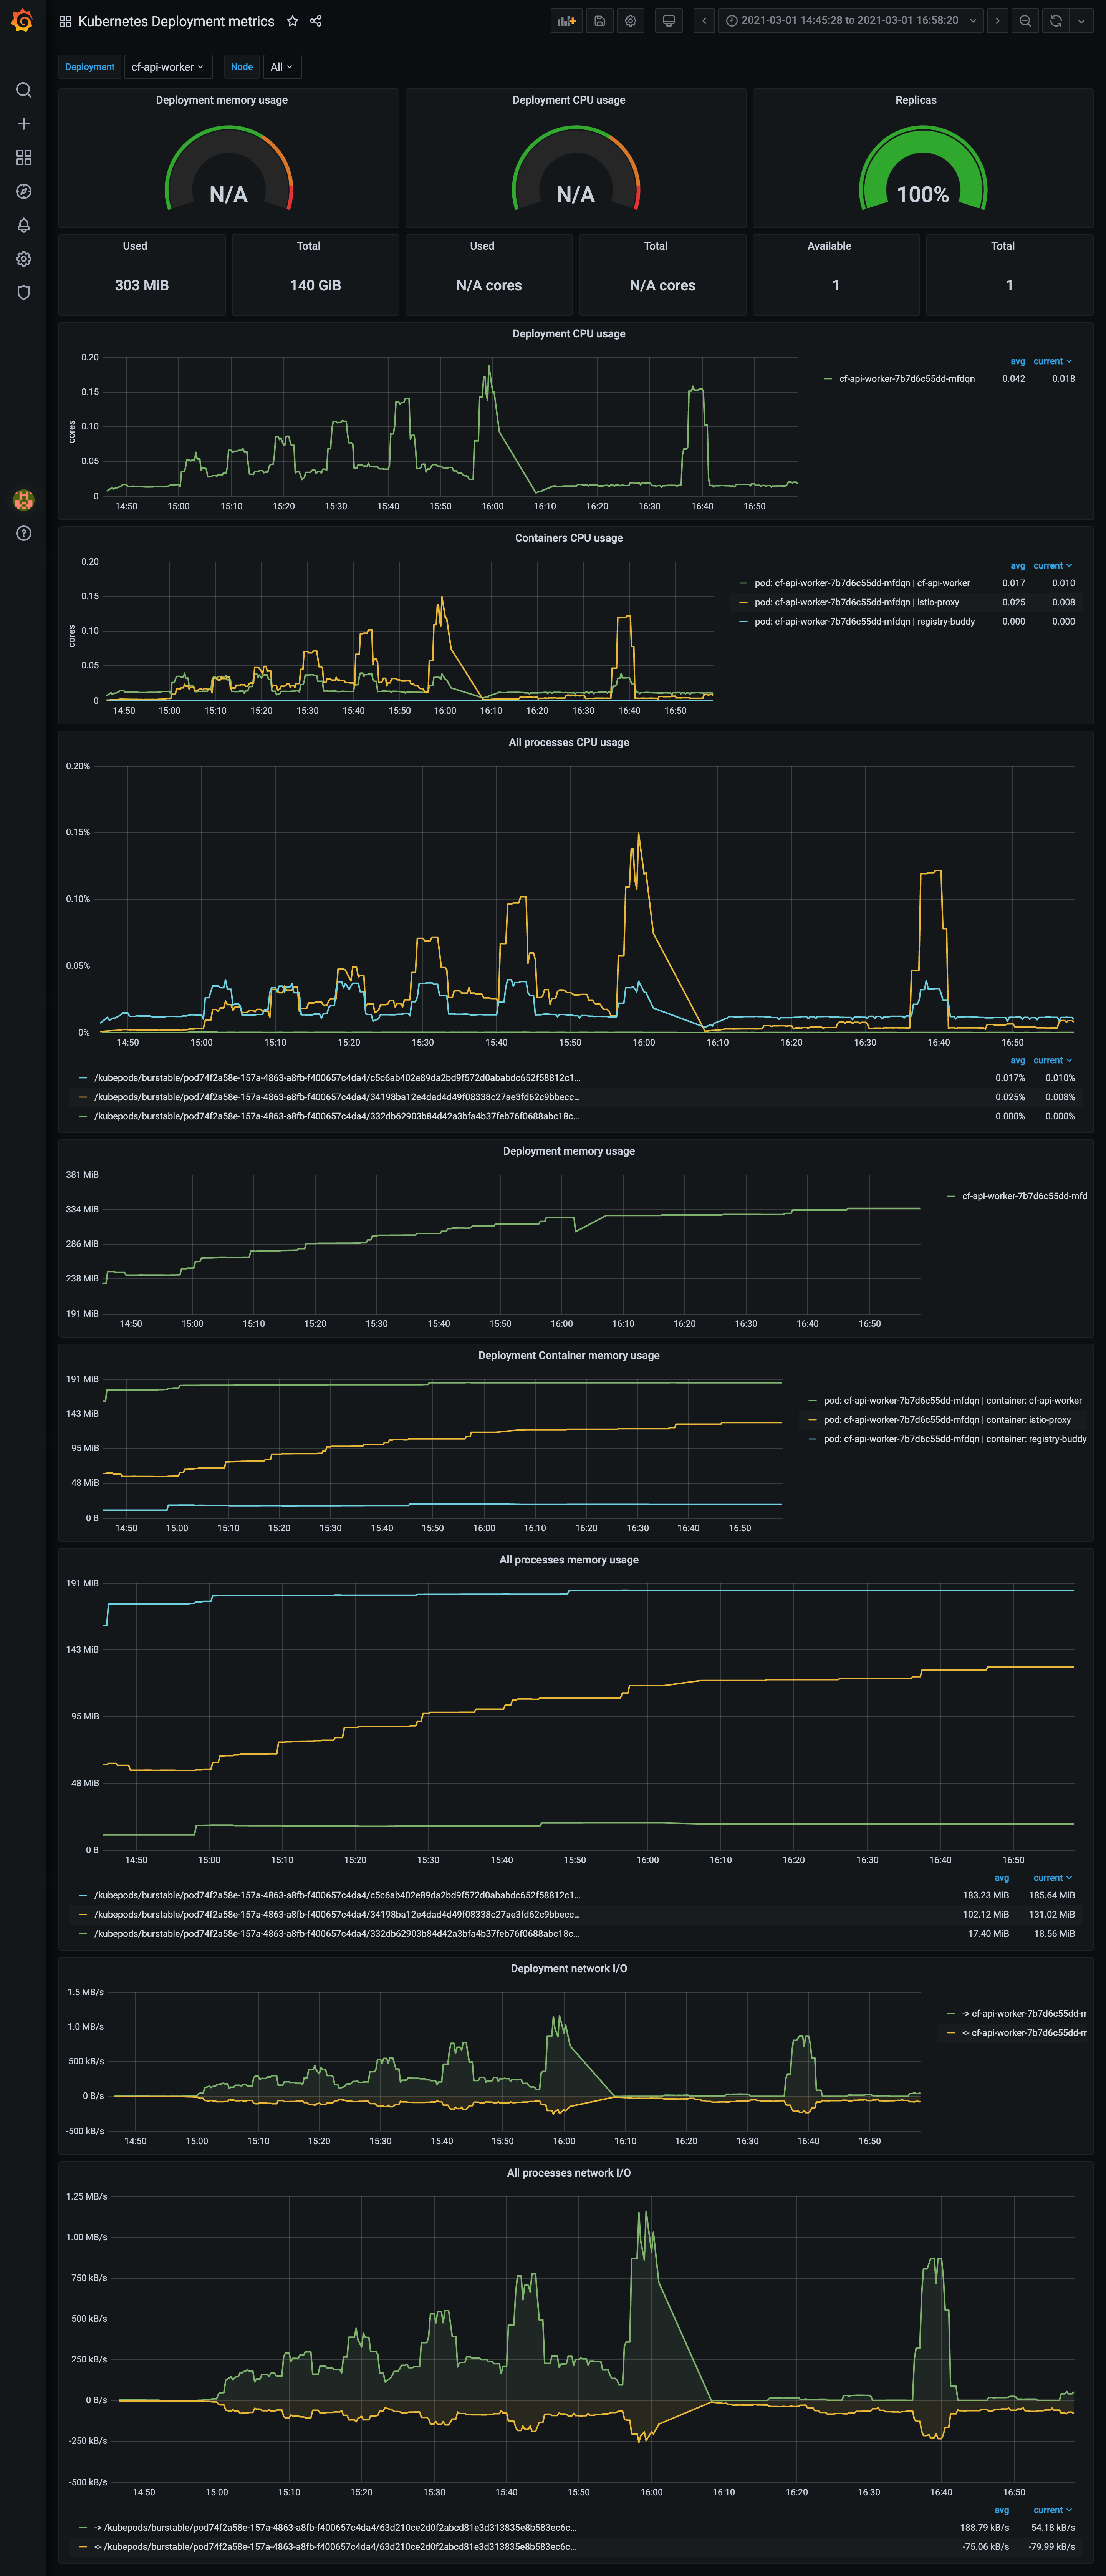 Kubernetes Deployment metrics
2021-03-01 14:45:28 to 2021-03-01 16:58:20
Deployment cf-api-worker Node All
Deployment memory usage Deployment CPU usage Replicas
N/A N/A 100%
Used Total Used Total Available Total
303 MiB 140 GiB N/A cores N/A cores 1 1
Deployment CPU usage
cores
0.20
0.15
0.10
0.05
0
14:50 15:00 15:10 15:20 15:30 15:40 15:50 16:00 16:10 16:20 16:30 16:40 16:50
avg current
cf-api-worker-7b7d6c55dd-mfdqn 0.042 0.018
Containers CPU usage
cores
0.20
0.15
0.10
0.05
0
14:50 15:00 15:10 15:20 15:30 15:40 15:50 16:00 16:10 16:20 16:30 16:40 16:50
avg current
pod: cf-api-worker-7b7d6c55dd-mfdqn | cf-api-worker 0.017 0.010
pod: cf-api-worker-7b7d6c55dd-mfdqn | istio-proxy 0.025 0.008
pod: cf-api-worker-7b7d6c55dd-mfdqn | registry-buddy 0.000 0.000
All processes CPU usage
0.20%
0.15%
0.10%
0.05%
0%
14:50 15:00 15:10 15:20 15:30 15:40 15:50 16:00 16:10 16:20 16:30 16:40 16:50
avg current
/kubepods/burstable/pod74f2a58e-157a-4863-a8fb-f400657c4da4/c5c6ab402e89da2bd9f572d0ababdc652f58812c1... 0.017% 0.010%
/kubepods/burstable/pod74f2a58e-157a-4863-a8fb-f400657c4da4/34198ba12e4dad4d49f08338c27ae3fd62c9bbecc... 0.025% 0.008%
/kubepods/burstable/pod74f2a58e-157a-4863-a8fb-f400657c4da4/332db62903b84d42a3bfa4b37feb76f0688abc18c... 0.000% 0.000%
Deployment memory usage
381 MiB
334 MiB
286 MiB
238 MiB
191 MiB
14:50 15:00 15:10 15:20 15:30 15:40 15:50 16:00 16:10 16:20 16:30 16:40 16:50
cf-api-worker-7b7d6c55dd-mfd
Deployment Container memory usage
191 MiB
143 MiB
95 MiB
48 MiB
0 B
14:50 15:00 15:10 15:20 15:30 15:40 15:50 16:00 16:10 16:20 16:30 16:40 16:50
pod: cf-api-worker-7b7d6c55dd-mfdqn | container: cf-api-worker
pod: cf-api-worker-7b7d6c55dd-mfdqn | container: istio-proxy
pod: cf-api-worker-7b7d6c55dd-mfdqn | container: registry-buddy
All processes memory usage
191 MiB
143 MiB
95 MiB
48 MiB
0 B
14:50 15:00 15:10 15:20 15:30 15:40 15:50 16:00 16:10 16:20 16:30 16:40 16:50
avg current
/kubepods/burstable/pod74f2a58e-157a-4863-a8fb-f400657c4da4/c5c6ab402e89da2bd9f572d0ababdc652f58812c1... 183.23 MiB 185.64 MiB
/kubepods/burstable/pod74f2a58e-157a-4863-a8fb-f400657c4da4/34198ba12e4dad4d49f08338c27ae3fd62c9bbecc... 102.12 MiB 131.02 MiB
/kubepods/burstable/pod74f2a58e-157a-4863-a8fb-f400657c4da4/332db62903b84d42a3bfa4b37feb76f0688abc18c... 17.40 MiB 18.56 MiB
Deployment network I/O
1.5 MB/s
1.0 MB/s
500 kB/s
0 B/s
-500 kB/s
14:50 15:00 15:10 15:20 15:30 15:40 15:50 16:00 16:10 16:20 16:30 16:40 16:50
-> cf-api-worker-7b7d6c55dd-m
<- cf-api-worker-7b7d6c55dd-m
All processes network I/O
1.25 MB/s
1.00 MB/s
750 kB/s
500 kB/s
250 kB/s
0 B/s
-250 kB/s
-500 kB/s
14:50 15:00 15:10 15:20 15:30 15:40 15:50 16:00 16:10 16:20 16:30 16:40 16:50
avg current
-> /kubepods/burstable/pod74f2a58e-157a-4863-a8fb-f400657c4da4/63d210ce2d0f2abcd81e3d313835e8b583ec6c... 188.79 kB/s 54.18 kB/s
<- /kubepods/burstable/pod74f2a58e-157a-4863-a8fb-f400657c4da4/63d210ce2d0f2abcd81e3d313835e8b583ec6c... -75.06 kB/s -79.99 kB/s